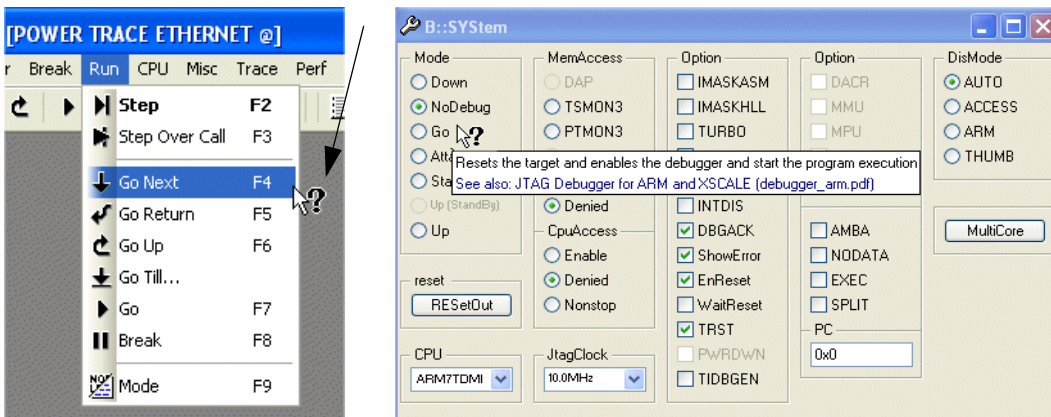 [POWER TRACE ETHERNET @]
r Break Run CPU Misc Trace Perf
Step F2
Step Over Call F3
Go Next F4
Go Return F5
Go Up F6
Go Till...
Go F7
Break F8
NOP Mode F9
B::SYStem
Mode
Down
NoDebug
Go
Atta
Sta
Up (StandBy)
Up
reset
RESetOut
CPU
ARM7TDMI
MemAccess
DAP
TSMON3
PTMON3
Denied
CpuAccess
Enable
Denied
Nonstop
JtagClock
10.0MHz
Option
IMASKASM
IMASKHLL
TURBO
Resets the target and enables the debugger and start the program execution
See also: JTAG Debugger for ARM and XSCALE (debugger_arm.pdf)
INTDIS
DBGACK
ShowError
EnReset
WaitReset
TRST
PWRDWN
TIDBGEN
Option
DACR
MMU
MPU
AMBA
NODATA
EXEC
SPLIT
PC
0x0
DisMode
AUTO
ACCESS
ARM
THUMB
MultiCore